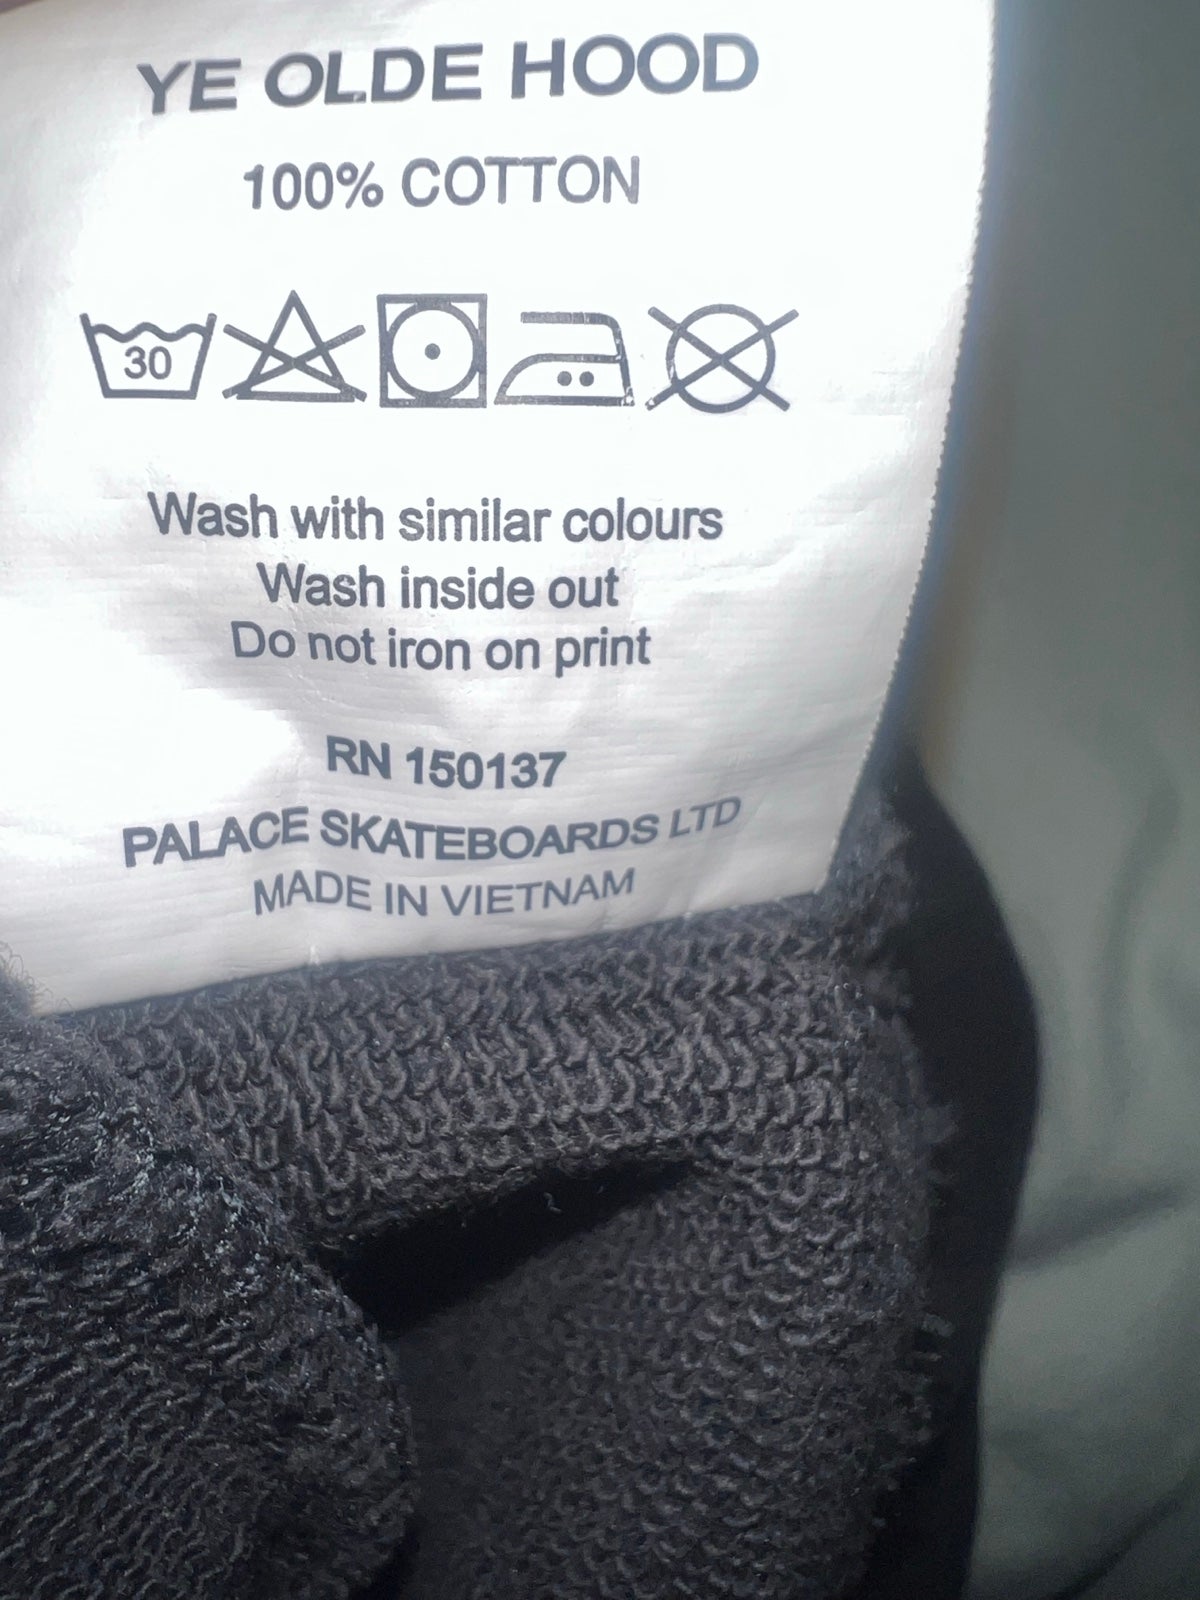 YE OLDE HOOD
100% COTTON
30
Wash with similar colours
Wash inside out
Do not iron on print
RN 150137
PALACE SKATEBOARDS LTD
MADE IN VIETNAM